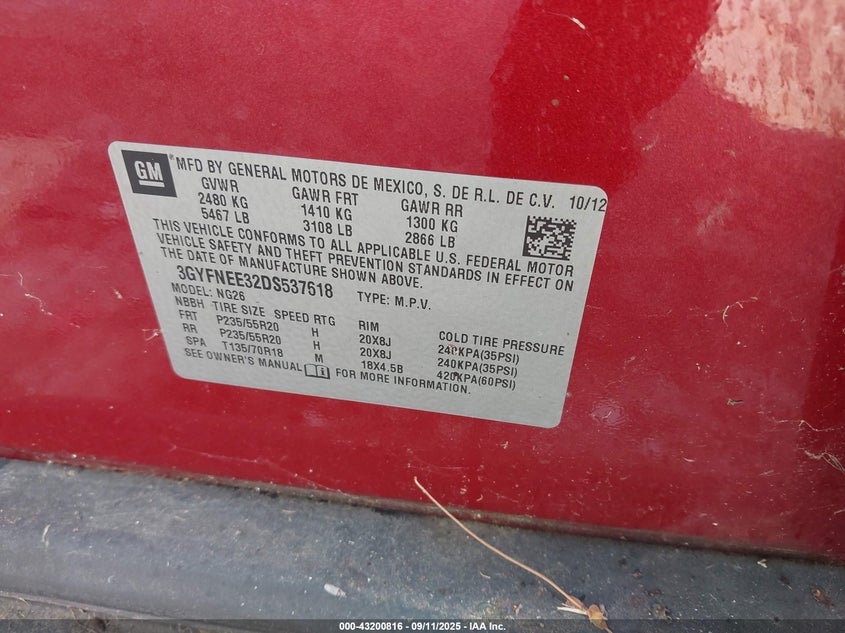 GM
® MFD BY GENERAL MOTORS DE MEXICO, S. DE R.L. DE C.V. 10/12
GVWR GAWR FRT GAWR RR
2480 KG 1410 KG 1300 KG
5467 LB 3108 LB 2866 LB
THIS VEHICLE CONFORMS TO ALL APPLICABLE U.S. FEDERAL MOTOR
VEHICLE SAFETY AND THEFT PREVENTION STANDARDS IN EFFECT ON
THE DATE OF MANUFACTURE SHOWN ABOVE.
3GYFNEE32DS537618 TYPE: M.P.V.
MODEL: NG26
NBBH TIRE SIZE SPEED RTG RIM COLD TIRE PRESSURE
FRT P235/55R20 H 20X8J 240KPA(35PSI)
RR P235/55R20 H 20X8J 240KPA(35PSI)
SPA T135/70R18 M 18X4.5B 420KPA(60PSI)
SEE OWNER'S MANUAL FOR MORE INFORMATION.
000-43200816 - 09/11/2025 - IAA Inc.